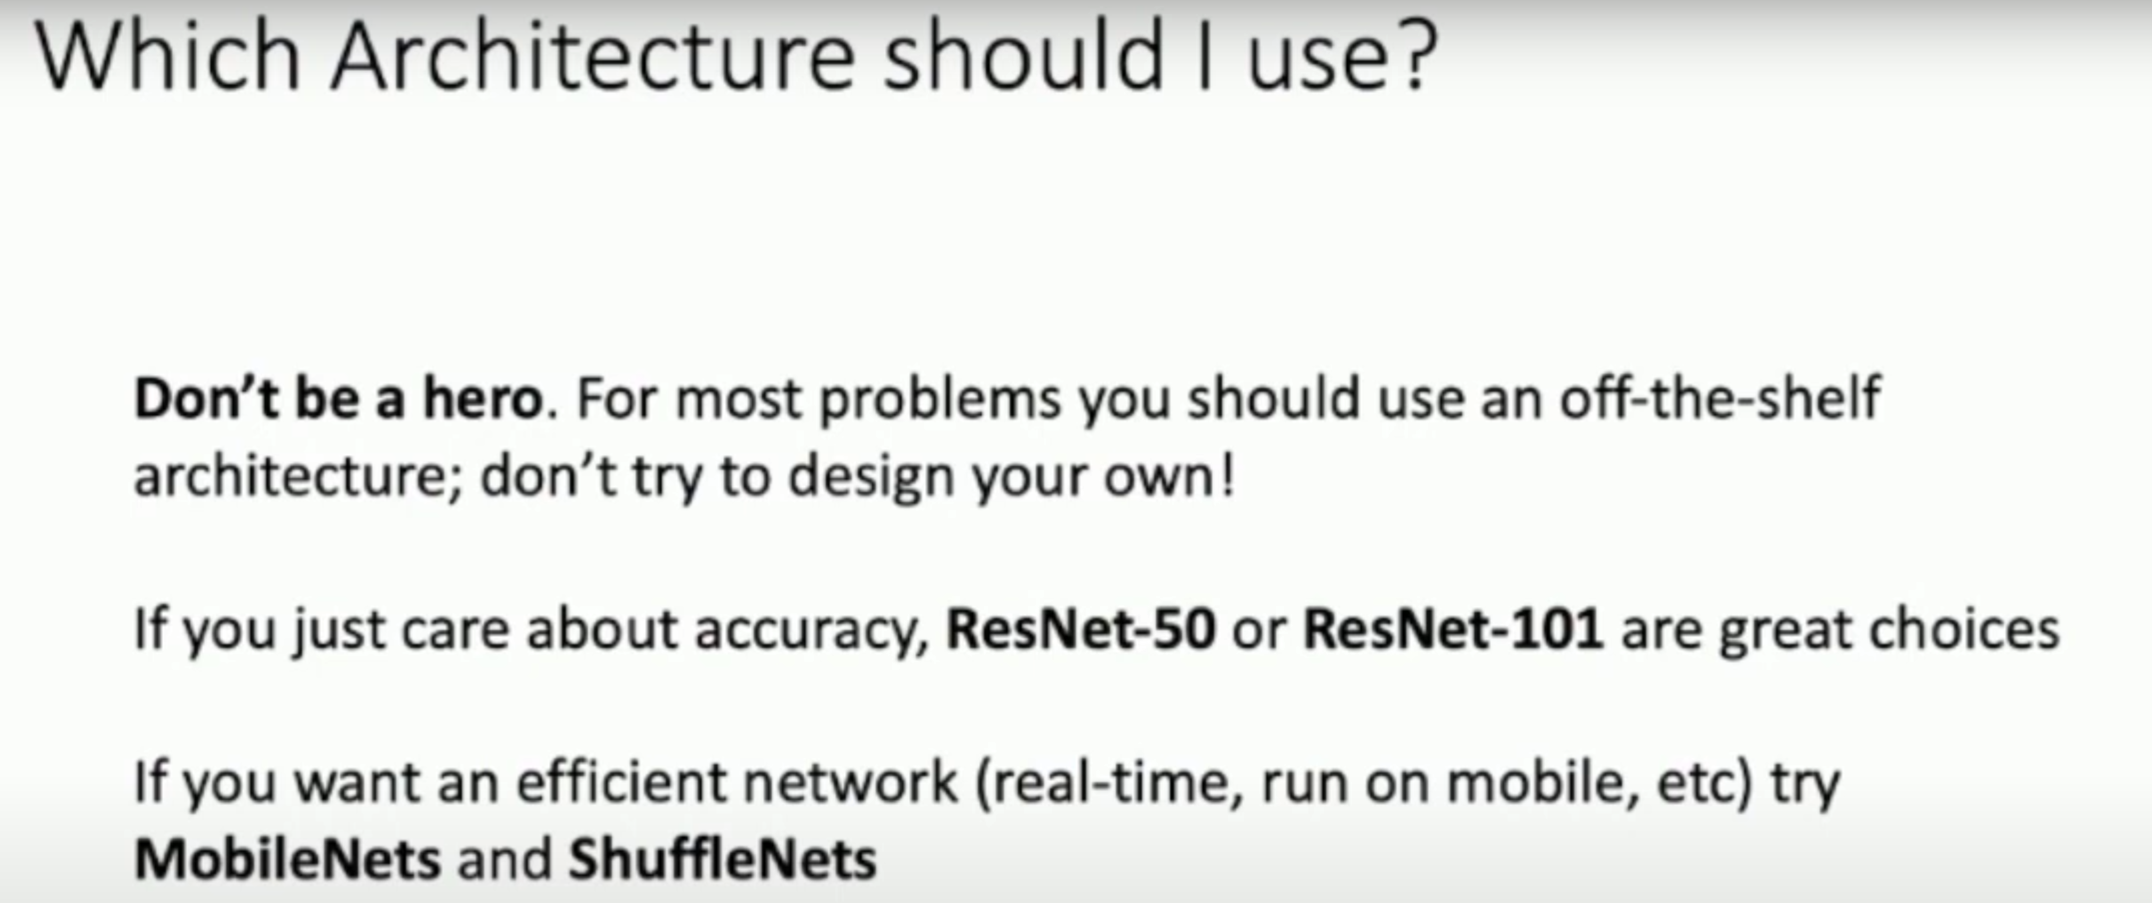 Which Architecture should I use?
Don’t be a hero. For most problems you should use an off-the-shelf
architecture; don’t try to design your own!
If you just care about accuracy, ResNet-50 or ResNet-101 are great choices
If you want an efficient network (real-time, run on mobile, etc) try
MobileNets and ShuffleNets